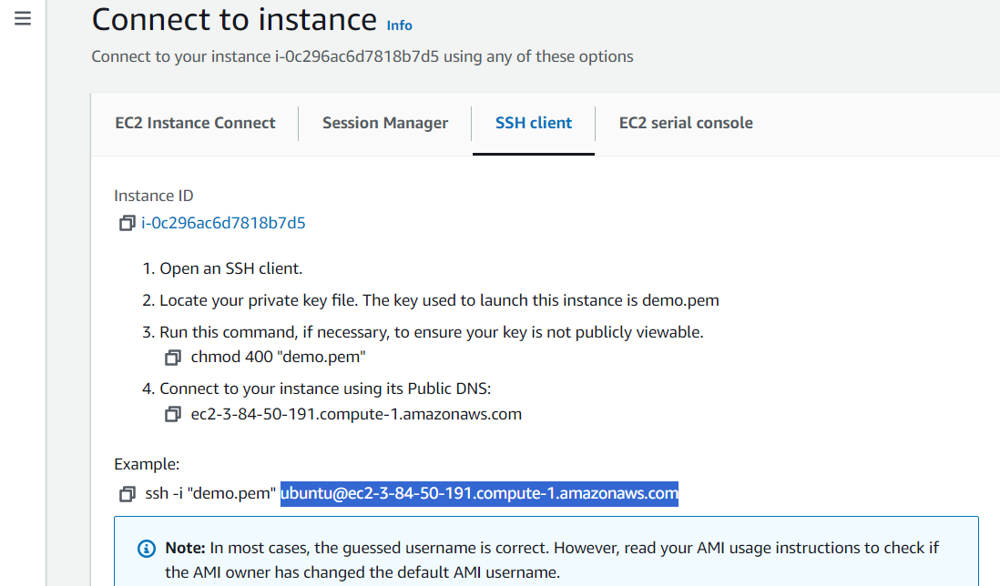 Connect to instance Info
Connect to your instance i-0c296ac6d7818b7d5 using any of these options
EC2 Instance Connect
Session Manager
SSH client
EC2 serial console
Instance ID
i-0c296ac6d7818b7d5
1. Open an SSH client.
2. Locate your private key file. The key used to launch this instance is demo.pem
3. Run this command, if necessary, to ensure your key is not publicly viewable.
chmod 400 "demo.pem"
4. Connect to your instance using its Public DNS:
ec2-3-84-50-191.compute-1.amazonaws.com
Example:
ssh -i "demo.pem" ubuntu@ec2-3-84-50-191.compute-1.amazonaws.com
Note: In most cases, the guessed username is correct. However, read your AMI usage instructions to check if
the AMI owner has changed the default AMI username.